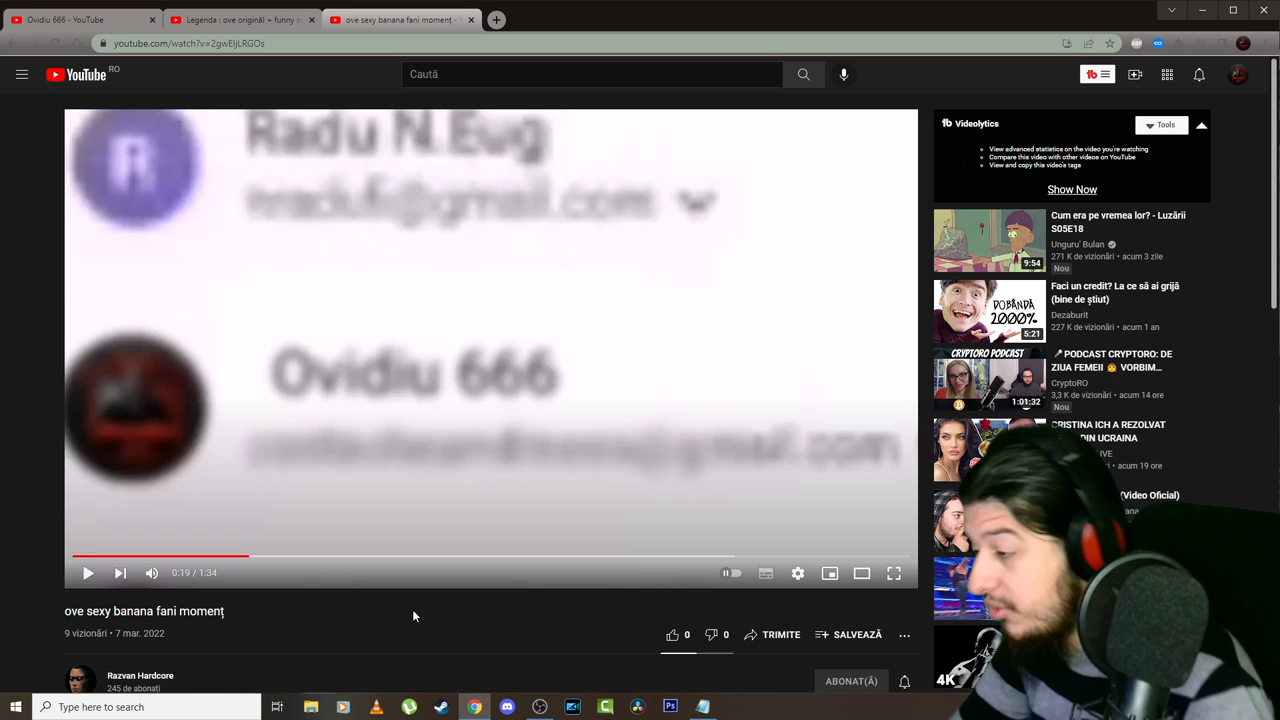 Ovidiu 666 - YouTube
Legenda : ove originâl + funny m
ove sexy banana fani momenț -
youtube.com/watch?v=2gwEljLRGOs
YouTube RO
Caută
Radu N.Eug
Ovidiu 666
0:19 / 1:34
ove sexy banana fani momenț
9 vizionări • 7 mar. 2022
0
0
TRIMITE
SALVEAZĂ
Razvan Hardcore
245 de abonați
ABONAT(Ă)
Videolytics
Tools
View advanced statistics on the video you're watching
Compare this video with other videos on YouTube
View and copy this video's tags
Show Now
Cum era pe vremea lor? - Luzării
S05E18
Unguru' Bulan
271 K de vizionări • acum 3 zile
Nou
9:54
Faci un credit? La ce să ai grijă
(bine de știut)
Dezaburit
227 K de vizionări • acum 1 an
DOBÂNDĂ
2000%
5:21
PODCAST CRYPTORO: DE
ZIUA FEMEII VORBIM...
CryptoRO
3,3 K de vizionări • acum 14 ore
Nou
CRYPTORO PODCAST
1:01:32
CRISTINA ICH A REZOLVAT
DIN UCRAINA
LIVE
acum 19 ore
(Video Oficial)
4K
Type here to search